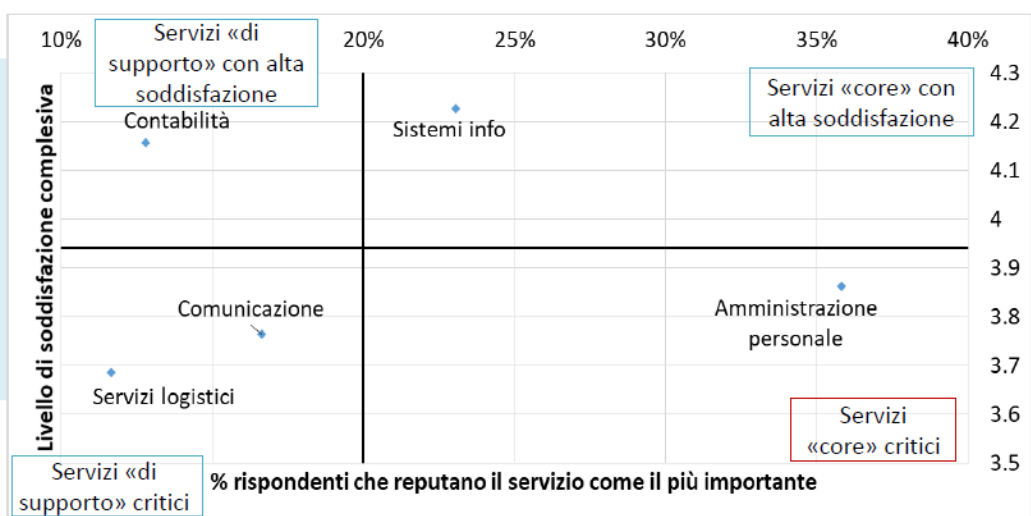 10%
20%
25%
30%
35%
40%
Servizi «di
supporto» con alta
soddisfazione
Servizi «core» con
alta soddisfazione
4.3
4.2
4.1
4
3.9
3.8
3.7
3.6
3.5
Livello di soddisfazione complesiva
Contabilità
Sistemi info
Comunicazione
Amministrazione
personale
Servizi logistici
Servizi
«core» critici
Servizi «di
supporto» critici
% rispondenti che reputano il servizio come il più importante